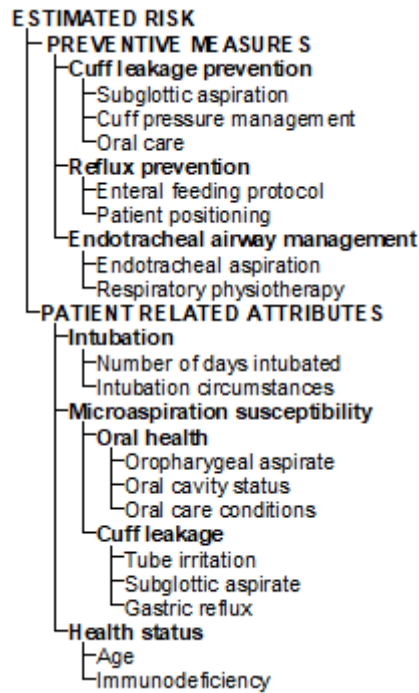 ESTIMATED RISK
PREVENTIVE MEASURES
Cuff leakage prevention
Subglottic aspiration
Cuff pressure management
Oral care
Reflux prevention
Enteral feeding protocol
Patient positioning
Endotracheal airway management
Endotracheal aspiration
Respiratory physiotherapy
PATIENT RELATED ATTRIBUTES
Intubation
Number of days intubated
Intubation circumstances
Microaspiration susceptibility
Oral health
Oropharygeal aspirate
Oral cavity status
Oral care conditions
Cuff leakage
Tube irritation
Subglottic aspirate
Gastric reflux
Health status
Age
Immunodeficiency